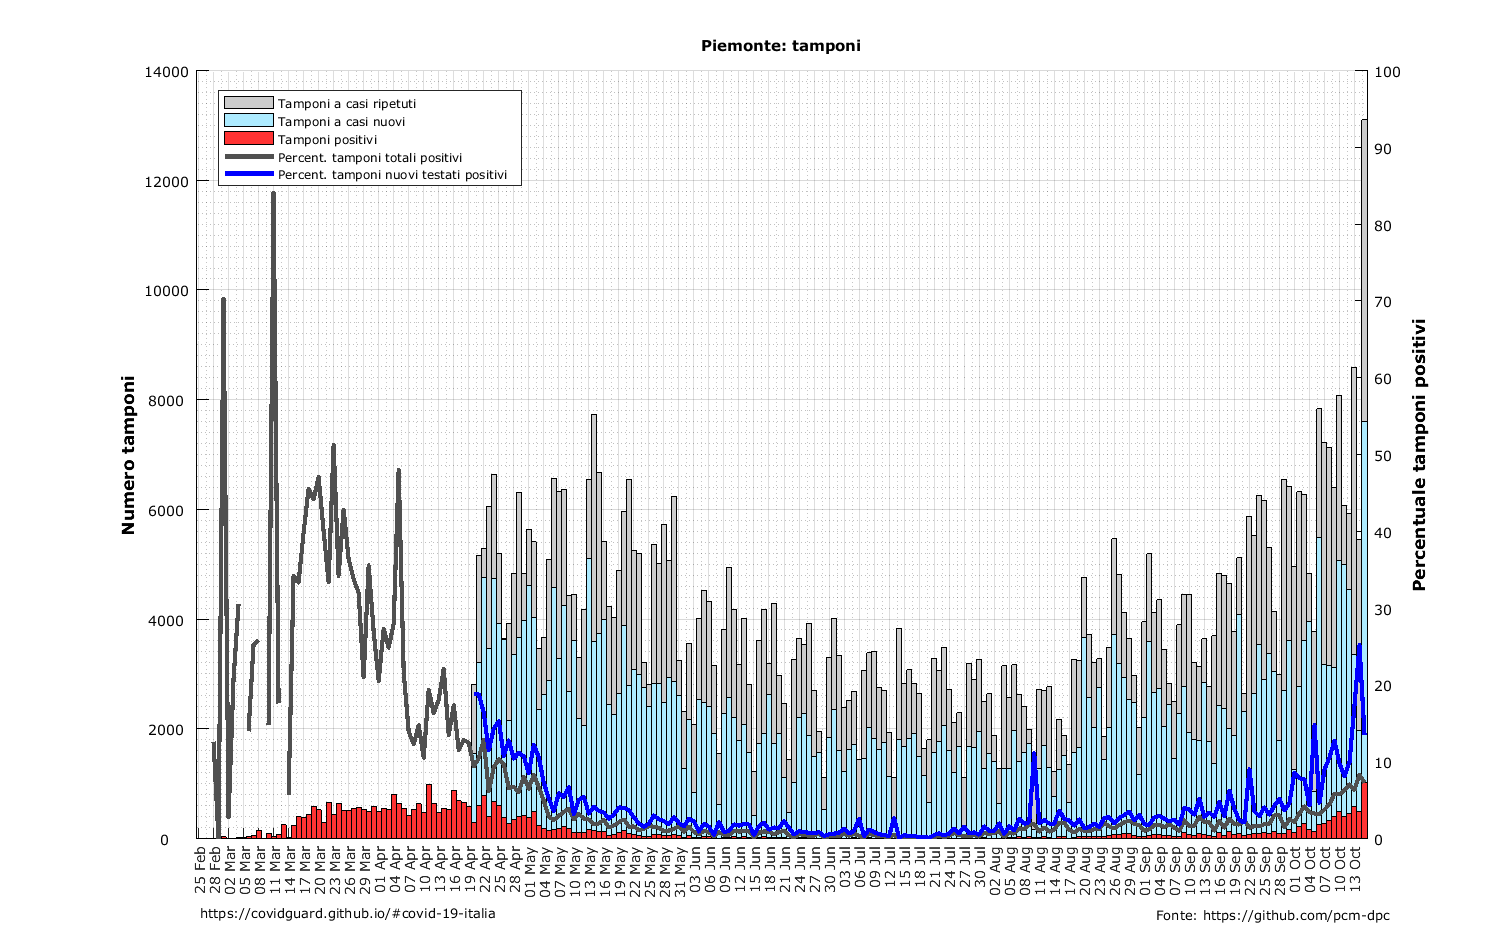 Piemonte: tamponi
14000
12000
10000
8000
6000
4000
2000
0
Numero tamponi
Tamponi a casi ripetuti
Tamponi a casi nuovi
Tamponi positivi
Percent. tamponi totali positivi
Percent. tamponi nuovi testati positivi
100
90
80
70
60
50
40
30
20
10
0
Percentuale tamponi positivi
25 Feb
28 Feb
02 Mar
05 Mar
08 Mar
11 Mar
14 Mar
17 Mar
20 Mar
23 Mar
26 Mar
29 Mar
01 Apr
04 Apr
07 Apr
10 Apr
13 Apr
16 Apr
19 Apr
22 Apr
25 Apr
28 Apr
01 May
04 May
07 May
10 May
13 May
16 May
19 May
22 May
25 May
28 May
31 May
03 Jun
06 Jun
09 Jun
12 Jun
15 Jun
18 Jun
21 Jun
24 Jun
27 Jun
30 Jun
03 Jul
06 Jul
09 Jul
12 Jul
15 Jul
18 Jul
21 Jul
24 Jul
27 Jul
30 Jul
02 Aug
05 Aug
08 Aug
11 Aug
14 Aug
17 Aug
20 Aug
23 Aug
26 Aug
29 Aug
01 Sep
04 Sep
07 Sep
10 Sep
13 Sep
16 Sep
19 Sep
22 Sep
25 Sep
28 Sep
01 Oct
04 Oct
07 Oct
10 Oct
13 Oct
https://covidguard.github.io/#covid-19-italia
Fonte: https://github.com/pcm-dpc